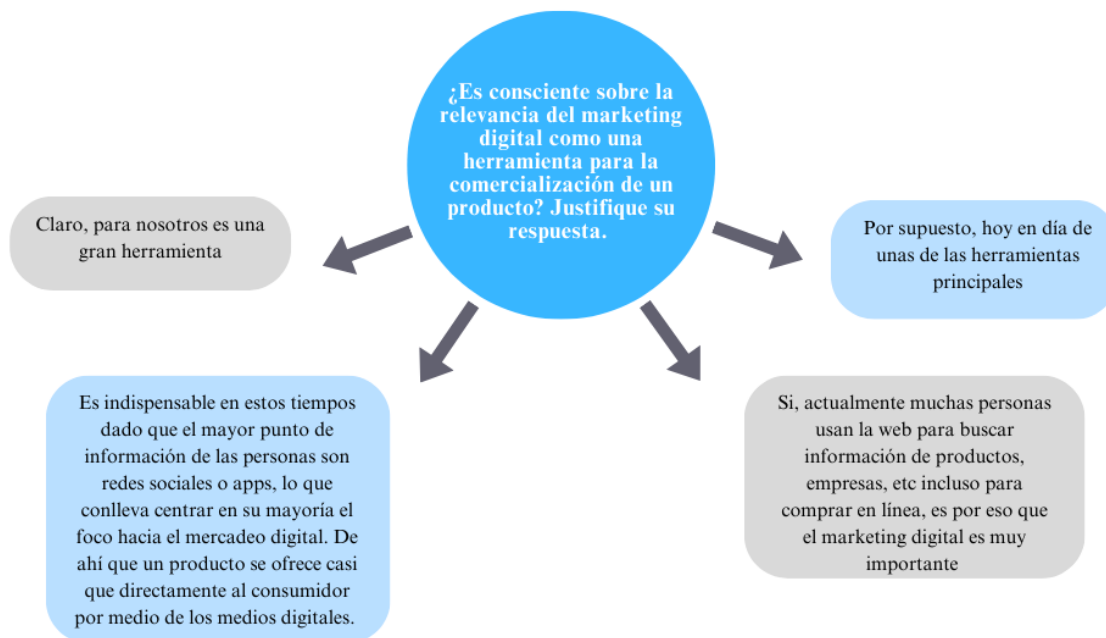 ¿Es consciente sobre la
relevancia del marketing
digital como una
herramienta para la
comercialización de un
producto? Justifique su
respuesta.
Claro, para nosotros es una
gran herramienta
Por supuesto, hoy en día de
unas de las herramientas
principales
Es indispensable en estos tiempos
dado que el mayor punto de
información de las personas son
redes sociales o apps, lo que
conlleva centrar en su mayoría el
foco hacia el mercadeo digital. De
ahí que un producto se ofrece casi
que directamente al consumidor
por medio de los medios digitales.
Si, actualmente muchas personas
usan la web para buscar
información de productos,
empresas, etc incluso para
comprar en línea, es por eso que
el marketing digital es muy
importante